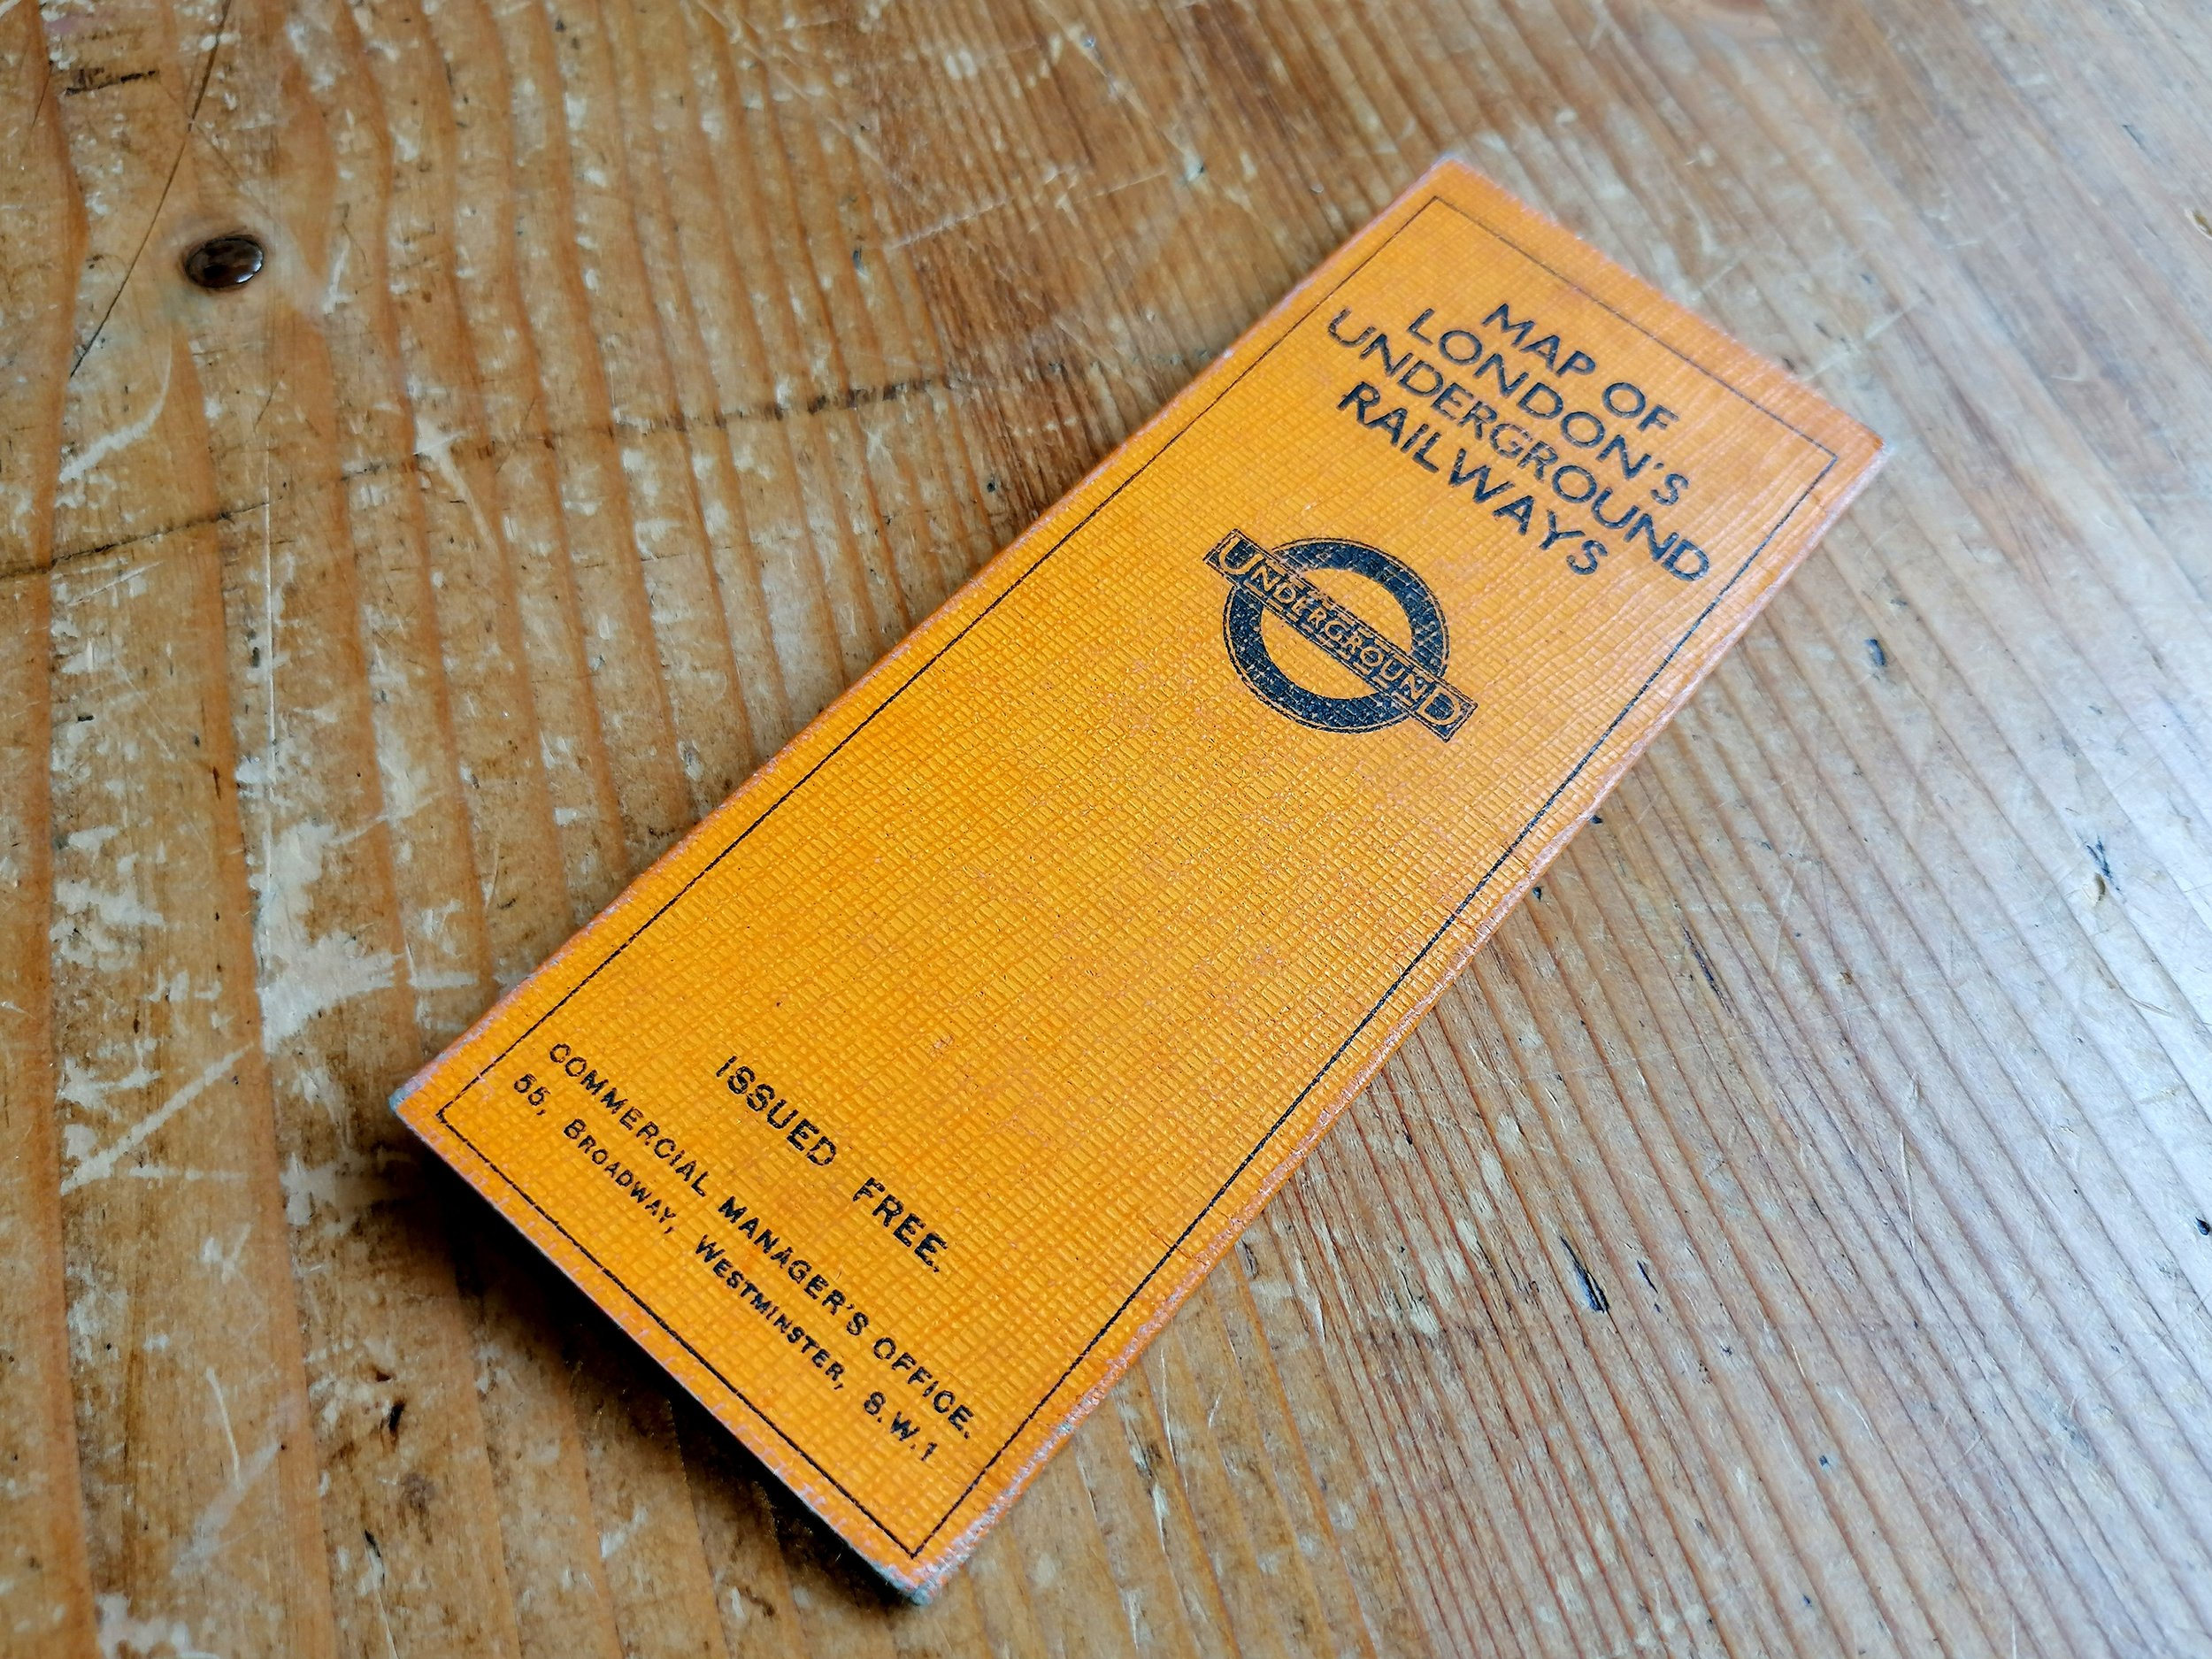 MAP OF
LONDON'S
UNDERGROUND
RAILWAYS
UNDERGROUND
ISSUED FREE.
COMMERCIAL MANAGER'S OFFICE.
55, BROADWAY, WESTMINSTER, S.W.1